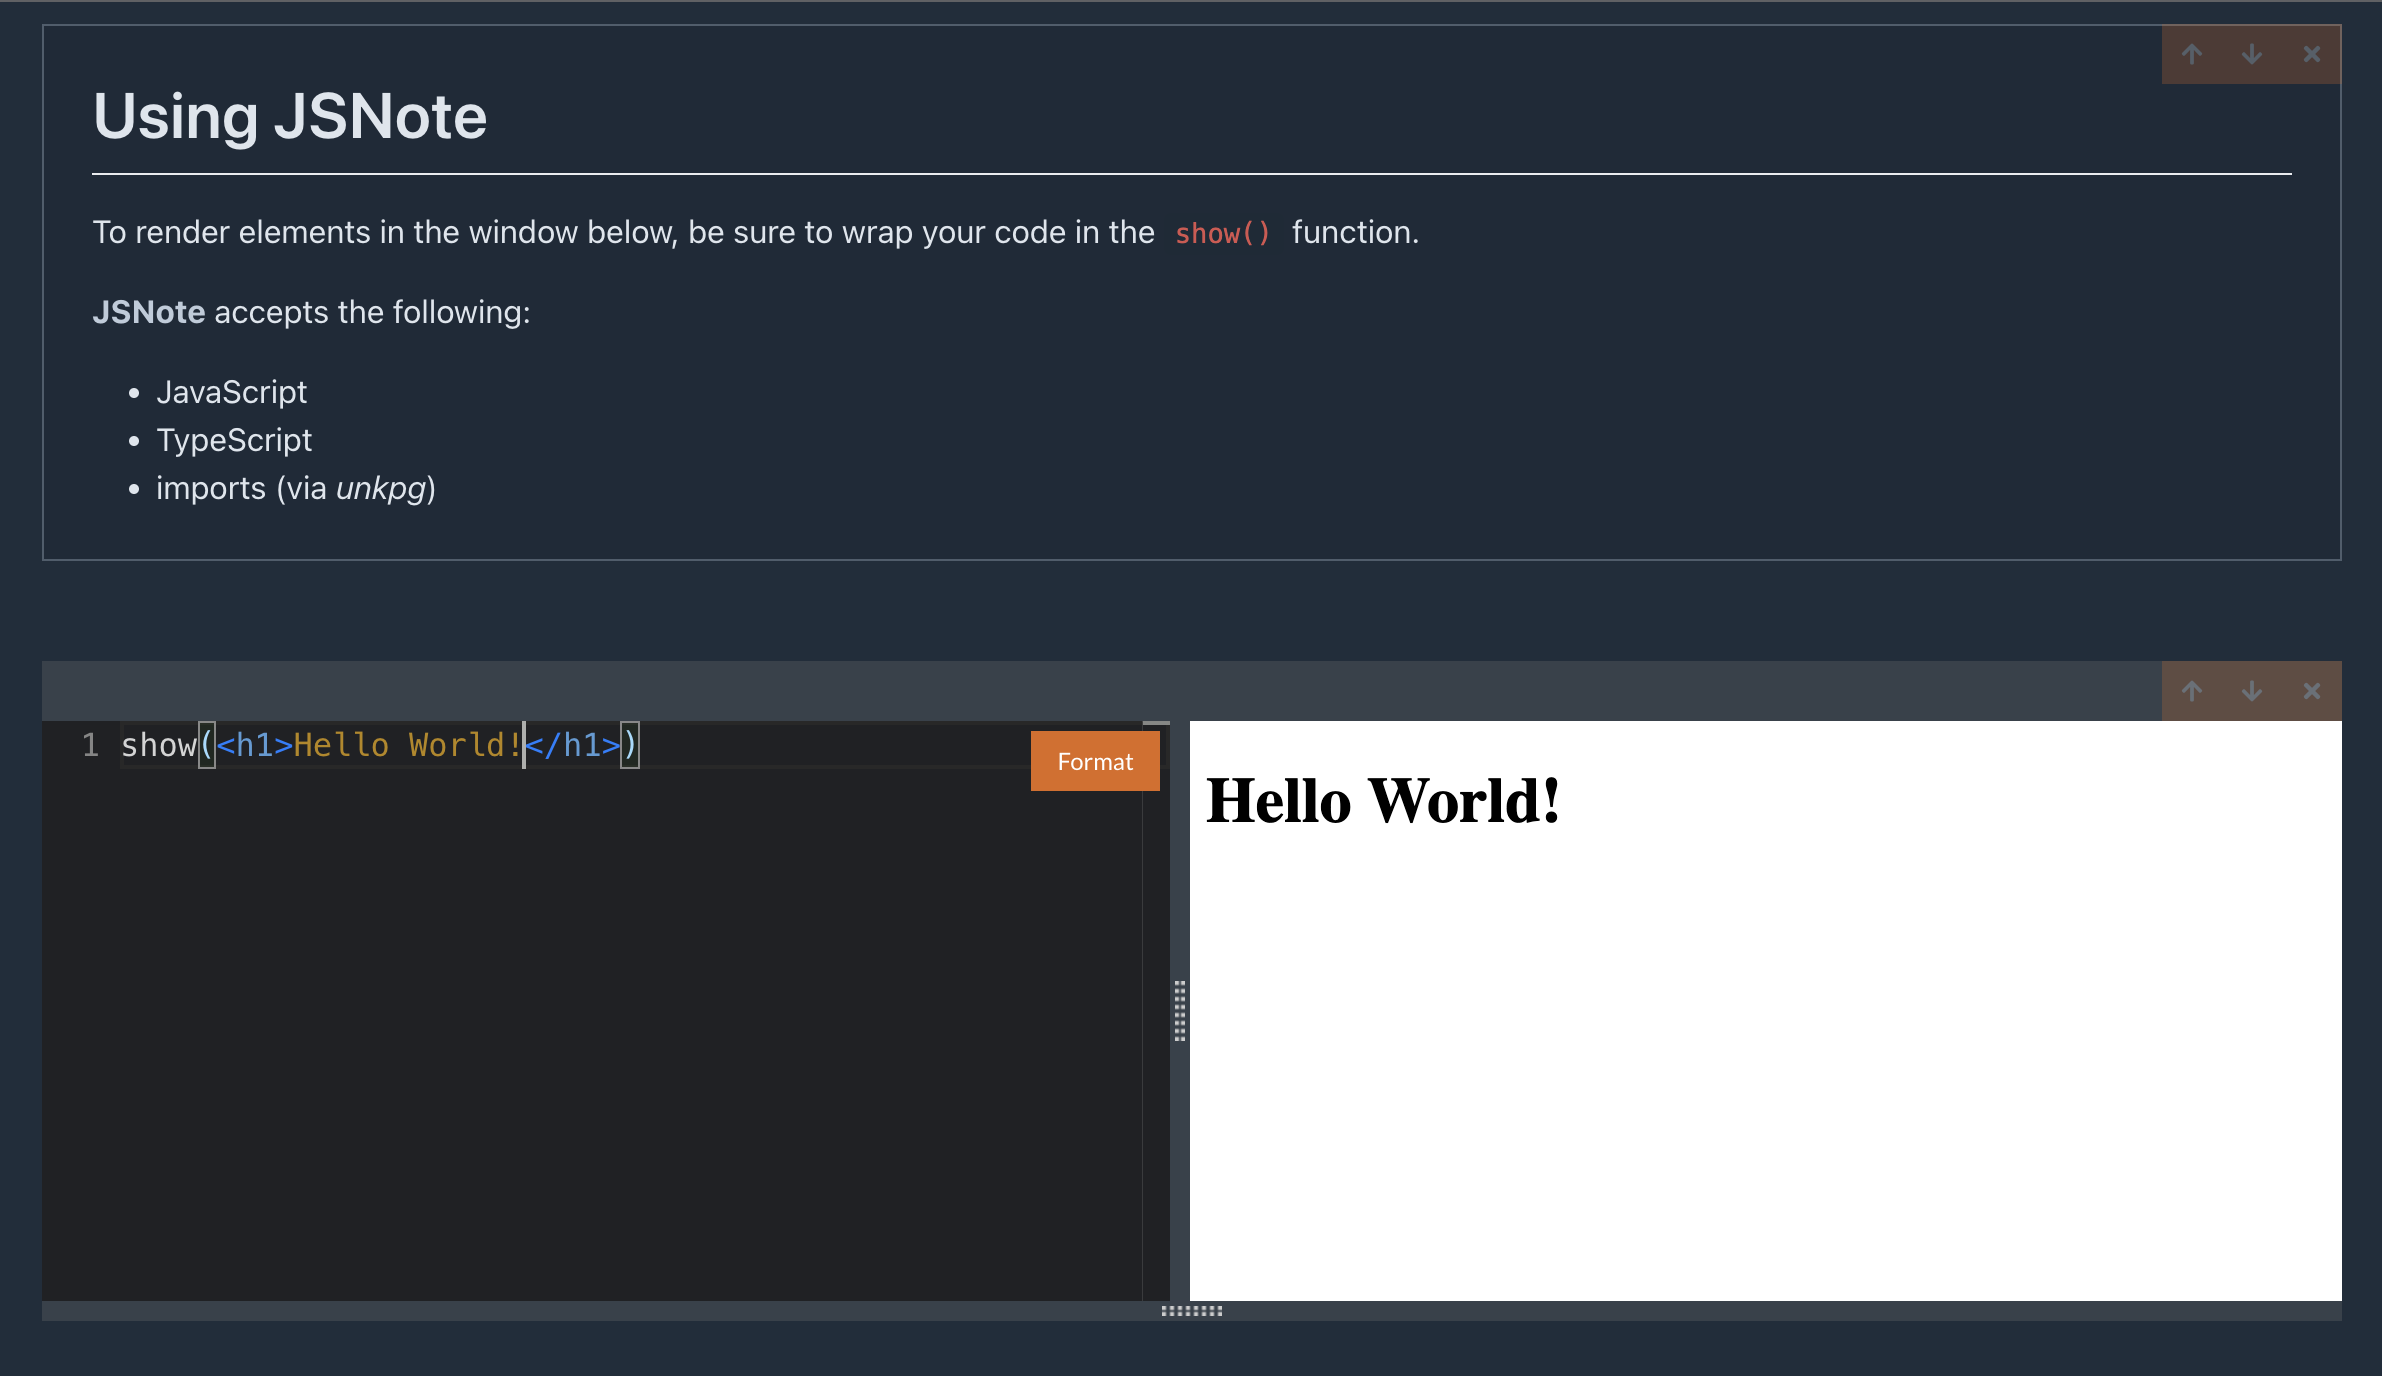 Using JSNote
To render elements in the window below, be sure to wrap your code in the show() function.
JSNote accepts the following:
• JavaScript
• TypeScript
• imports (via unkpg)
1 show(<h1>Hello World!</h1>)
Format
Hello World!